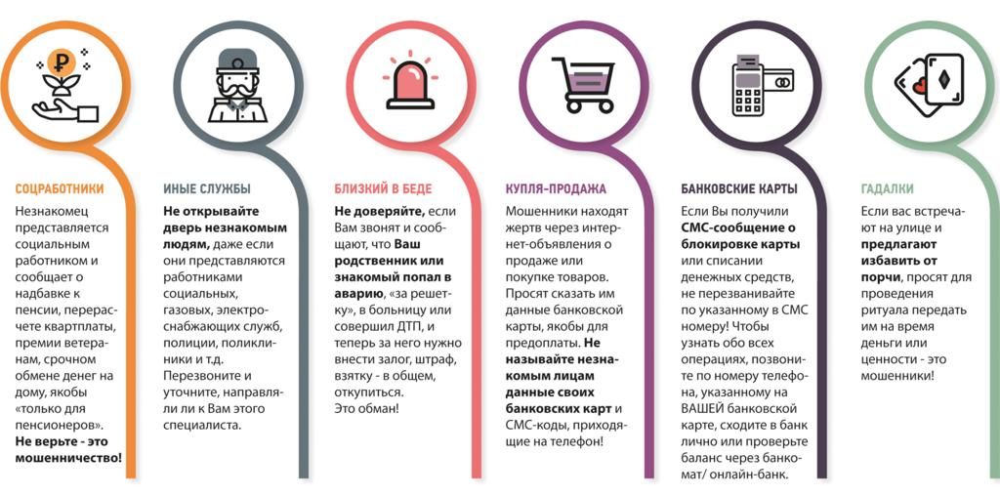 СОЦРАБОТНИКИ
Незнакомец
представляется
социальным
работником и
сообщает о
надбавке к
пенсии, перерас-
чете квартплаты,
премии ветера-
нам, срочном
обмене денег на
дому, якобы
«только для
пенсионеров».
Не верьте - это
мошенничество!
ИНЫЕ СЛУЖБЫ
Не открывайте
дверь незнакомым
людям, даже если
они представляются
работниками
социальных,
газовых, электро-
снабжающих служб,
полиции, поликли-
ники и т.д.
Перезвоните и
уточните, направля-
ли ли к Вам этого
специалиста.
БЛИЗКИЙ В БЕДЕ
Не доверяйте, если
Вам звонят и сооб-
щают, что Ваш
родственник или
знакомый попал в
аварию, «за решет-
ку», в больницу или
совершил ДТП, и
теперь за него нужно
внести залог, штраф,
взятку - в общем,
откупиться.
Это обман!
КУПЛЯ-ПРОДАЖА
Мошенники находят
жертв через интер-
нет-объявления о
продаже или
покупке товаров.
Просят сказать им
данные банковской
карты, якобы для
предоплаты. Не
называйте незна-
комым лицам
данные своих
банковских карт и
СМС-коды, приходя-
щие на телефон!
БАНКОВСКИЕ КАРТЫ
Если Вы получили
СМС-сообщение о
блокировке карты
или списании
денежных средств,
не перезванивайте
по указанному в СМС
номеру! Чтобы
узнать обо всех
операциях, позвони-
те по номеру телефо-
на, указанному на
ВАШЕЙ банковской
карте, сходите в банк
лично или проверьте
баланс через банко-
мат/ онлайн-банк.
ГАДАЛКИ
Если вас встреча-
ют на улице и
предлагают
избавить от
порчи, просят для
проведения
ритуала передать
им на время
деньги или
ценности - это
мошенники!